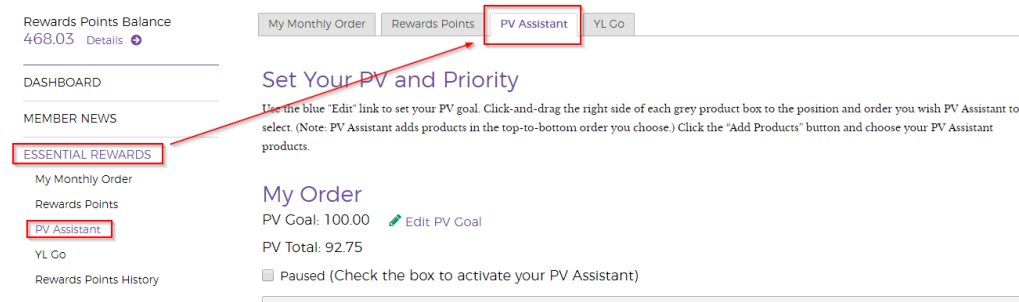 Rewards Points Balance
468.03 Details
DASHBOARD
MEMBER NEWS
ESSENTIAL REWARDS
My Monthly Order
Rewards Points
PV Assistant
YL Go
Rewards Points History
My Monthly Order Rewards Points PV Assistant YL Go
Set Your PV and Priority
Use the blue "Edit" link to set your PV goal. Click-and-drag the right side of each grey product box to the position and order you wish PV Assistant to
select. (Note: PV Assistant adds products in the top-to-bottom order you choose.) Click the "Add Products" button and choose your PV Assistant
products.
My Order
PV Goal: 100.00 Edit PV Goal
PV Total: 92.75
Paused (Check the box to activate your PV Assistant)